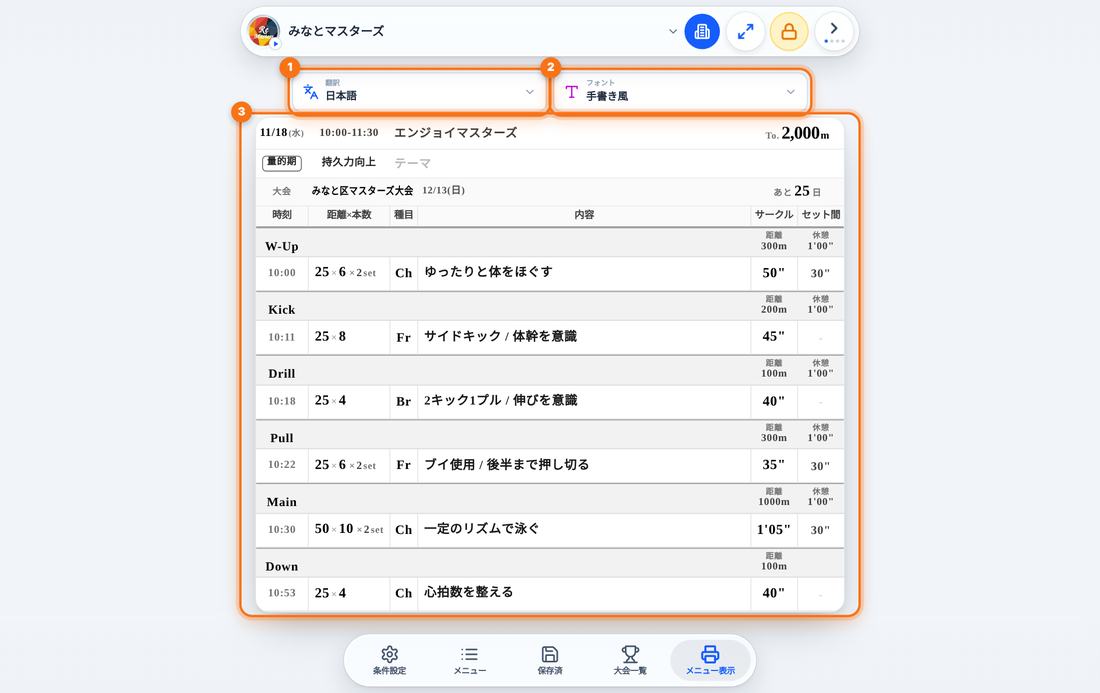 みなとマスターズ
1
2
翻訳
日本語
フォント
手書き風
3
11/18(水) 10:00-11:30 エンジョイマスターズ To. 2,000m
量的期 持久力向上 テーマ
大会 みなと区マスターズ大会 12/13(日) あと 25 日
時刻 距離×本数 種目 内容 サークル セット間
W-Up 距離 300m 休憩 1'00"
10:00 25×6 ×2set Ch ゆったりと体をほぐす 50" 30"
Kick 距離 200m 休憩 1'00"
10:11 25×8 Fr サイドキック / 体幹を意識 45" -
Drill 距離 100m 休憩 1'00"
10:18 25×4 Br 2キック1プル / 伸びを意識 40" -
Pull 距離 300m 休憩 1'00"
10:22 25×6 ×2set Fr ブイ使用 / 後半まで押し切る 35" 30"
Main 距離 1000m 休憩 1'00"
10:30 50×10 ×2set Ch 一定のリズムで泳ぐ 1'05" 30"
Down 距離 100m
10:53 25×4 Ch 心拍数を整える 40" -
条件設定 メニュー 保存済 大会一覧 メニュー表示